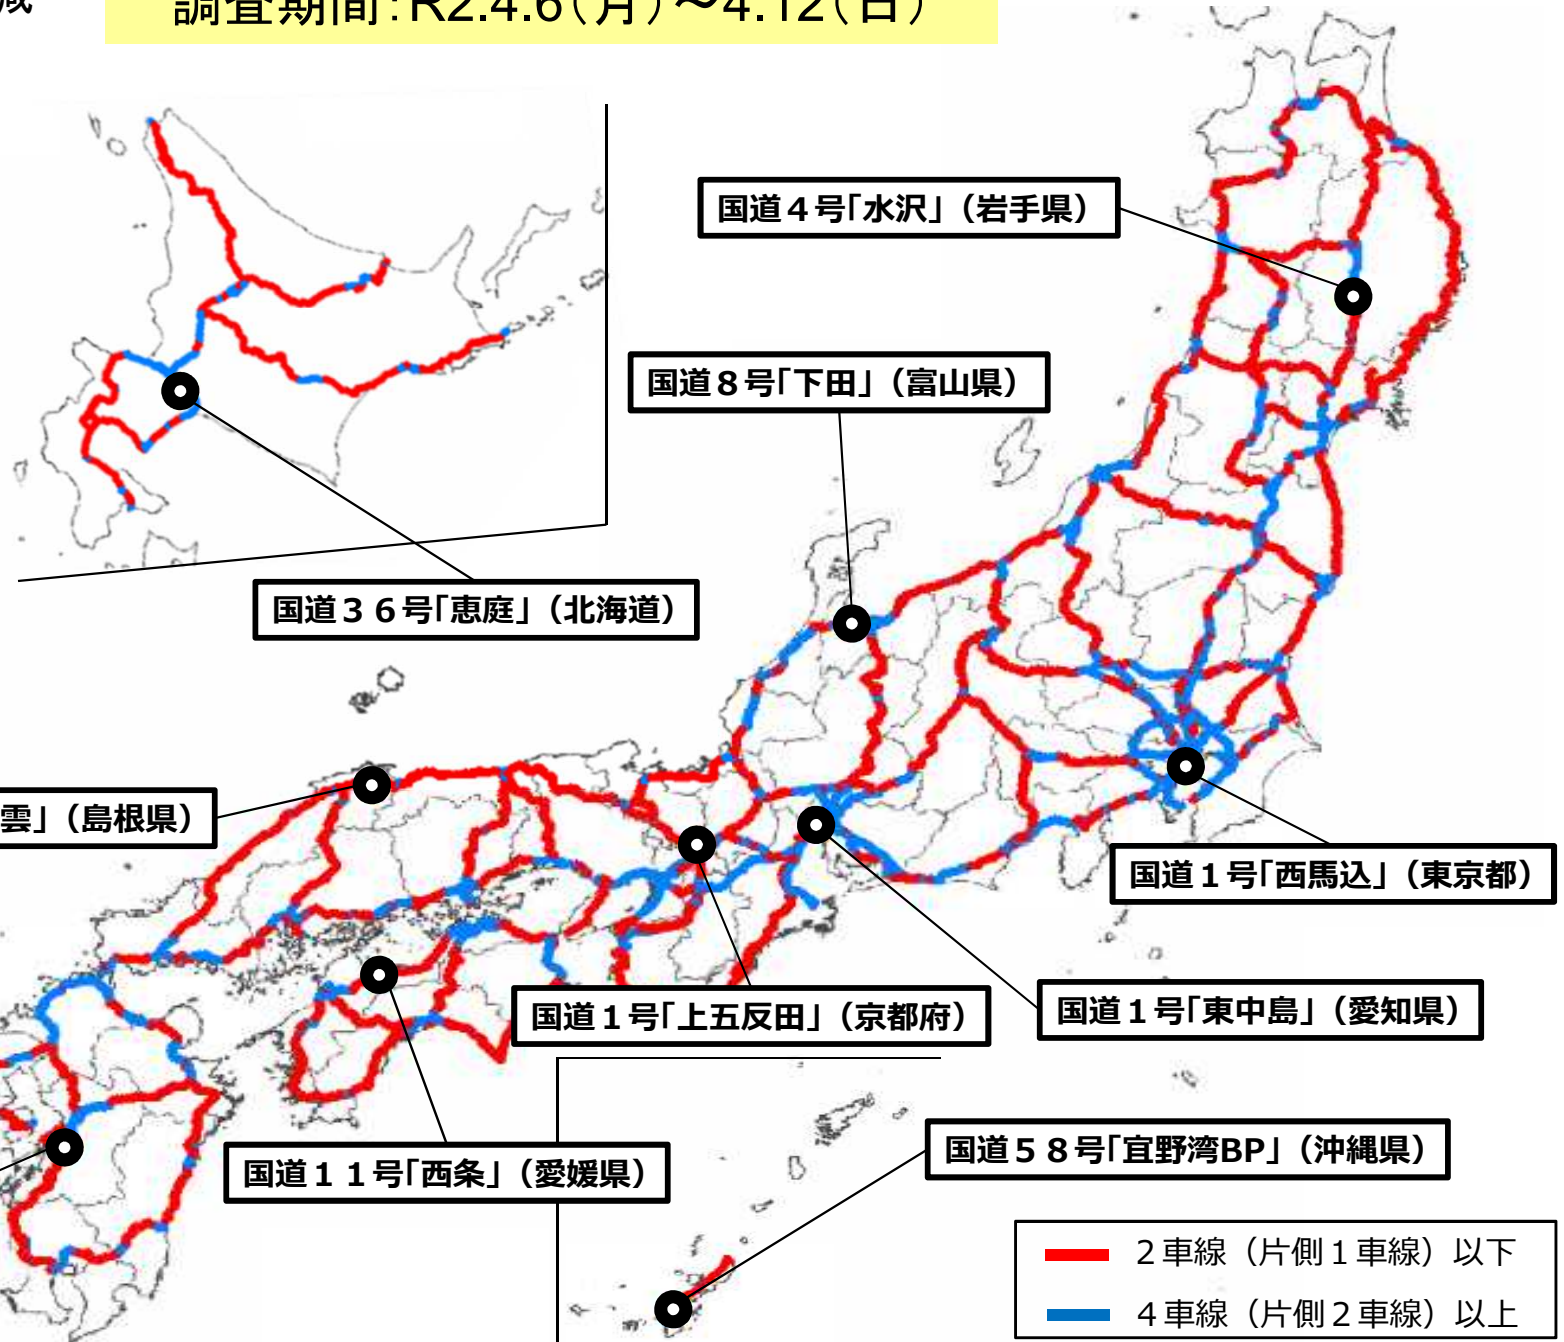 減
調査期間：R2.4.6（月）～4.12（日）
国道４号｢水沢｣（岩手県）
国道８号｢下田｣（富山県）
国道３６号｢恵庭｣（北海道）
雲｣（島根県）
国道１号｢西馬込｣（東京都）
国道１号｢上五反田｣（京都府）
国道１号｢東中島｣（愛知県）
国道１１号｢西条｣（愛媛県）
国道５８号｢宜野湾BP｣（沖縄県）
２車線（片側１車線）以下
４車線（片側２車線）以上